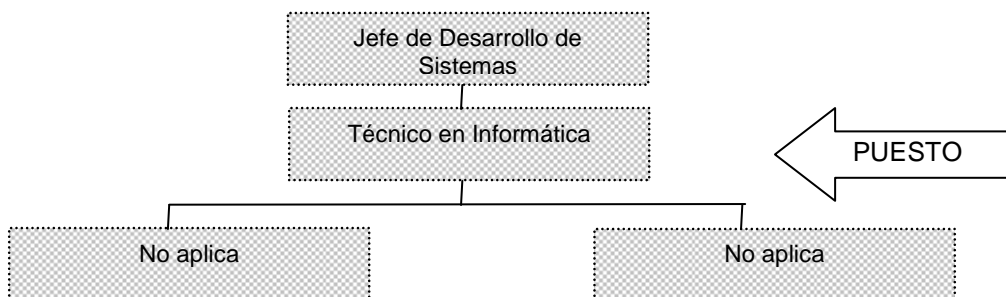 Jefe de Desarrollo de
Sistemas
Técnico en Informática
PUESTO
No aplica
No aplica